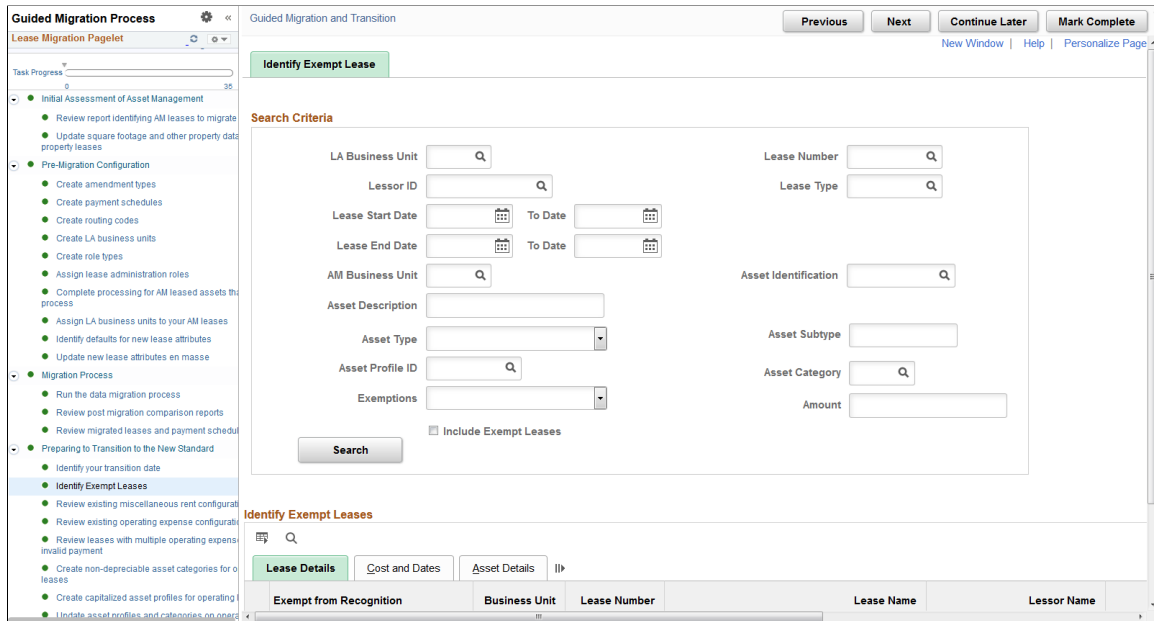 Guided Migration Process
«
Lease Migration Pagelet
Task Progress
0
35
Initial Assessment of Asset Management
Review report identifying AM leases to migrate
Update square footage and other property data
property leases
Pre-Migration Configuration
Create amendment types
Create payment schedules
Create routing codes
Create LA business units
Create role types
Assign lease administration roles
Complete processing for AM leased assets tha
process
Assign LA business units to your AM leases
Identify defaults for new lease attributes
Update new lease attributes en masse
Migration Process
Run the data migration process
Review post migration comparison reports
Review migrated leases and payment schedul
Preparing to Transition to the New Standard
Identify your transition date
Identify Exempt Leases
Review existing miscellaneous rent configurati
Review existing operating expense configuratio
Review leases with multiple operating expense
invalid payment
Create non-depreciable asset categories for o
leases
Create capitalized asset profiles for operating l
Update asset profiles and categories on opera
Guided Migration and Transition
Previous
Next
Continue Later
Mark Complete
New Window | Help | Personalize Page
Identify Exempt Lease
Search Criteria
LA Business Unit
Lease Number
Lessor ID
Lease Type
Lease Start Date
To Date
Lease End Date
To Date
AM Business Unit
Asset Identification
Asset Description
Asset Type
Asset Subtype
Asset Profile ID
Asset Category
Exemptions
Amount
Include Exempt Leases
Search
Identify Exempt Leases
Lease Details
Cost and Dates
Asset Details
Exempt from Recognition
Business Unit
Lease Number
Lease Name
Lessor Name